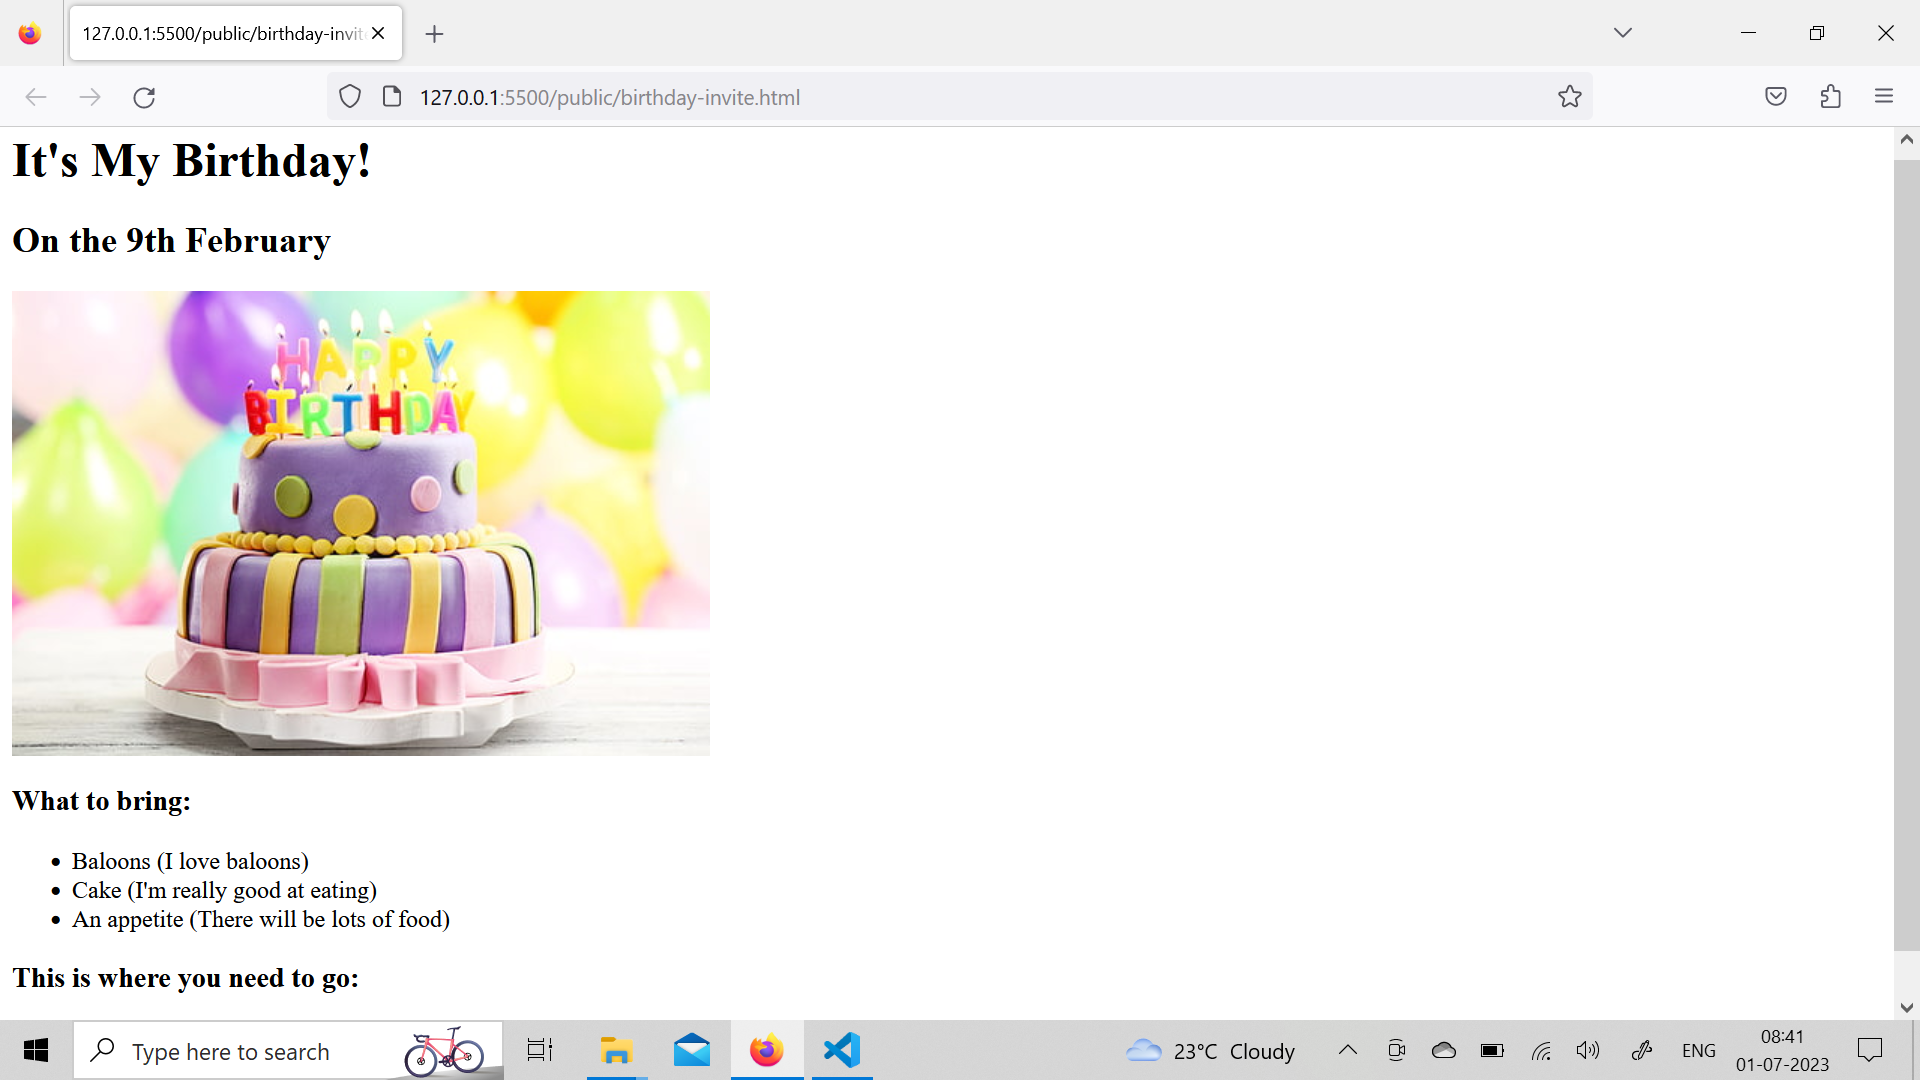 127.0.0.1:5500/public/birthday-invit
127.0.0.1:5500/public/birthday-invite.html
It's My Birthday!
On the 9th February
HAPPY
BIRTHDAY
What to bring:
Baloons (I love baloons)
Cake (I'm really good at eating)
An appetite (There will be lots of food)
This is where you need to go:
Type here to search
23°C Cloudy
ENG
08:41
01-07-2023